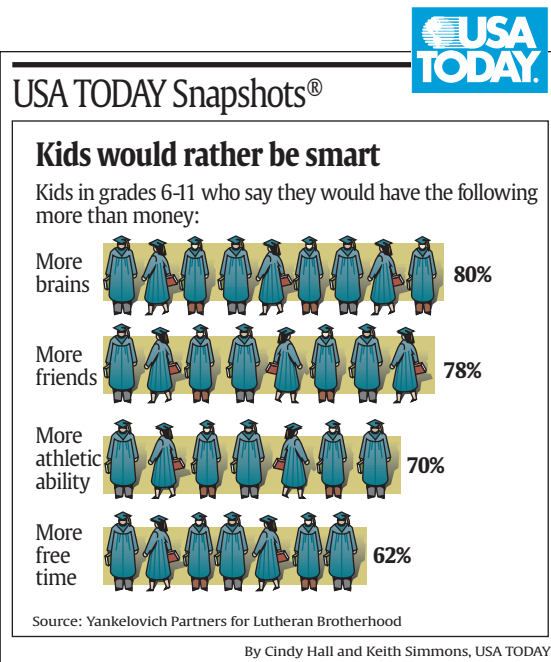 USA
TODAY.
USA TODAY Snapshots®
Kids would rather be smart
Kids in grades 6-11 who say they would have the following
more than money:
More
brains
80%
More
friends
78%
More
athletic
ability
70%
More
free
time
62%
Source: Yankelovich Partners for Lutheran Brotherhood
By Cindy Hall and Keith Simmons, USA TODAY